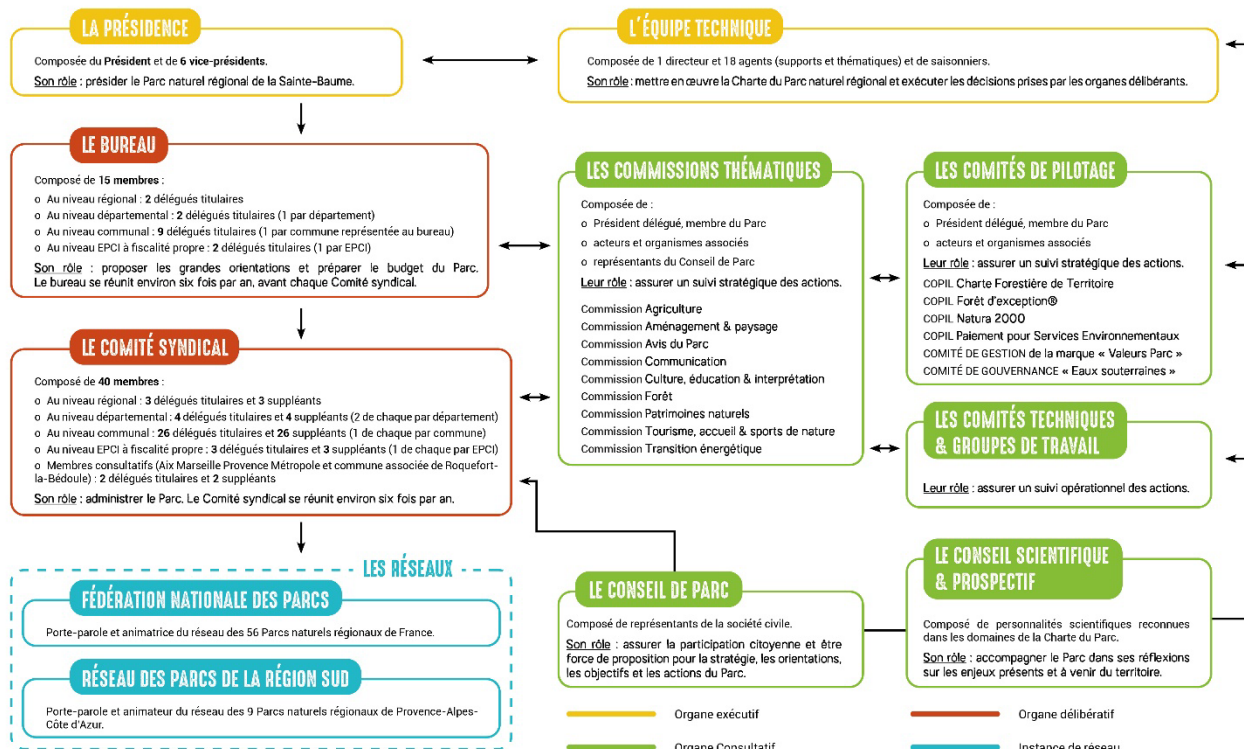 LA PRÉSIDENCE
Composée du Président et de 6 vice-présidents.
Son rôle : présider le Parc naturel régional de la Sainte-Baume.
L'ÉQUIPE TECHNIQUE
Composée de 1 directeur et 18 agents (supports et thématiques) et de saisonniers.
Son rôle : mettre en œuvre la Charte du Parc naturel régional et exécuter les décisions prises par les organes délibérants.
LE BUREAU
Composé de 15 membres :
o Au niveau régional : 2 délégués titulaires
o Au niveau départemental : 2 délégués titulaires (1 par département)
o Au niveau communal : 9 délégués titulaires (1 par commune représentée au bureau)
o Au niveau EPCI à fiscalité propre : 2 délégués titulaires (1 par EPCI)
Son rôle : proposer les grandes orientations et préparer le budget du Parc.
Le bureau se réunit environ six fois par an, avant chaque Comité syndical.
LES COMMISSIONS THÉMATIQUES
Composée de :
o Président délégué, membre du Parc
o acteurs et organismes associés
o représentants du Conseil de Parc
Leur rôle : assurer un suivi stratégique des actions.
Commission Agriculture
Commission Aménagement & paysage
Commission Avis du Parc
Commission Communication
Commission Culture, éducation & interprétation
Commission Forêt
Commission Patrimoines naturels
Commission Tourisme, accueil & sports de nature
Commission Transition énergétique
LES COMITÉS DE PILOTAGE
Composée de :
o Président délégué, membre du Parc
o acteurs et organismes associés
Leur rôle : assurer un suivi stratégique des actions.
COPIL Charte Forestière de Territoire
COPIL Forêt d'exception®
COPIL Natura 2000
COPIL Paiement pour Services Environnementaux
COMITÉ DE GESTION de la marque « Valeurs Parc »
COMITÉ DE GOUVERNANCE « Eaux souterraines »
LE COMITÉ SYNDICAL
Composé de 40 membres :
o Au niveau régional : 3 délégués titulaires et 3 suppléants
o Au niveau départemental : 4 délégués titulaires et 4 suppléants (2 de chaque par département)
o Au niveau communal : 26 délégués titulaires et 26 suppléants (1 de chaque par commune)
o Au niveau EPCI à fiscalité propre : 3 délégués titulaires et 3 suppléants (1 de chaque par EPCI)
o Membres consultatifs (Aix Marseille Provence Métropole et commune associée de Roquefort-
la-Bédoule) : 2 délégués titulaires et 2 suppléants
Son rôle : administrer le Parc. Le Comité syndical se réunit environ six fois par an.
LES COMITÉS TECHNIQUES
& GROUPES DE TRAVAIL
Leur rôle : assurer un suivi opérationnel des actions.
LES RÉSEAUX
FÉDÉRATION NATIONALE DES PARCS
Porte-parole et animatrice du réseau des 56 Parcs naturels régionaux de France.
RÉSEAU DES PARCS DE LA RÉGION SUD
Porte-parole et animateur du réseau des 9 Parcs naturels régionaux de Provence-Alpes-
Côte d'Azur.
LE CONSEIL DE PARC
Composé de représentants de la société civile.
Son rôle : assurer la participation citoyenne et être
force de proposition pour la stratégie, les orientations,
les objectifs et les actions du Parc.
LE CONSEIL SCIENTIFIQUE
& PROSPECTIF
Composé de personnalités scientifiques reconnues
dans les domaines de la Charte du Parc.
Son rôle : accompagner le Parc dans ses réflexions
sur les enjeux présents et à venir du territoire.
Organe exécutif
Organe délibératif
Organe Consultatif
Instance de réseau